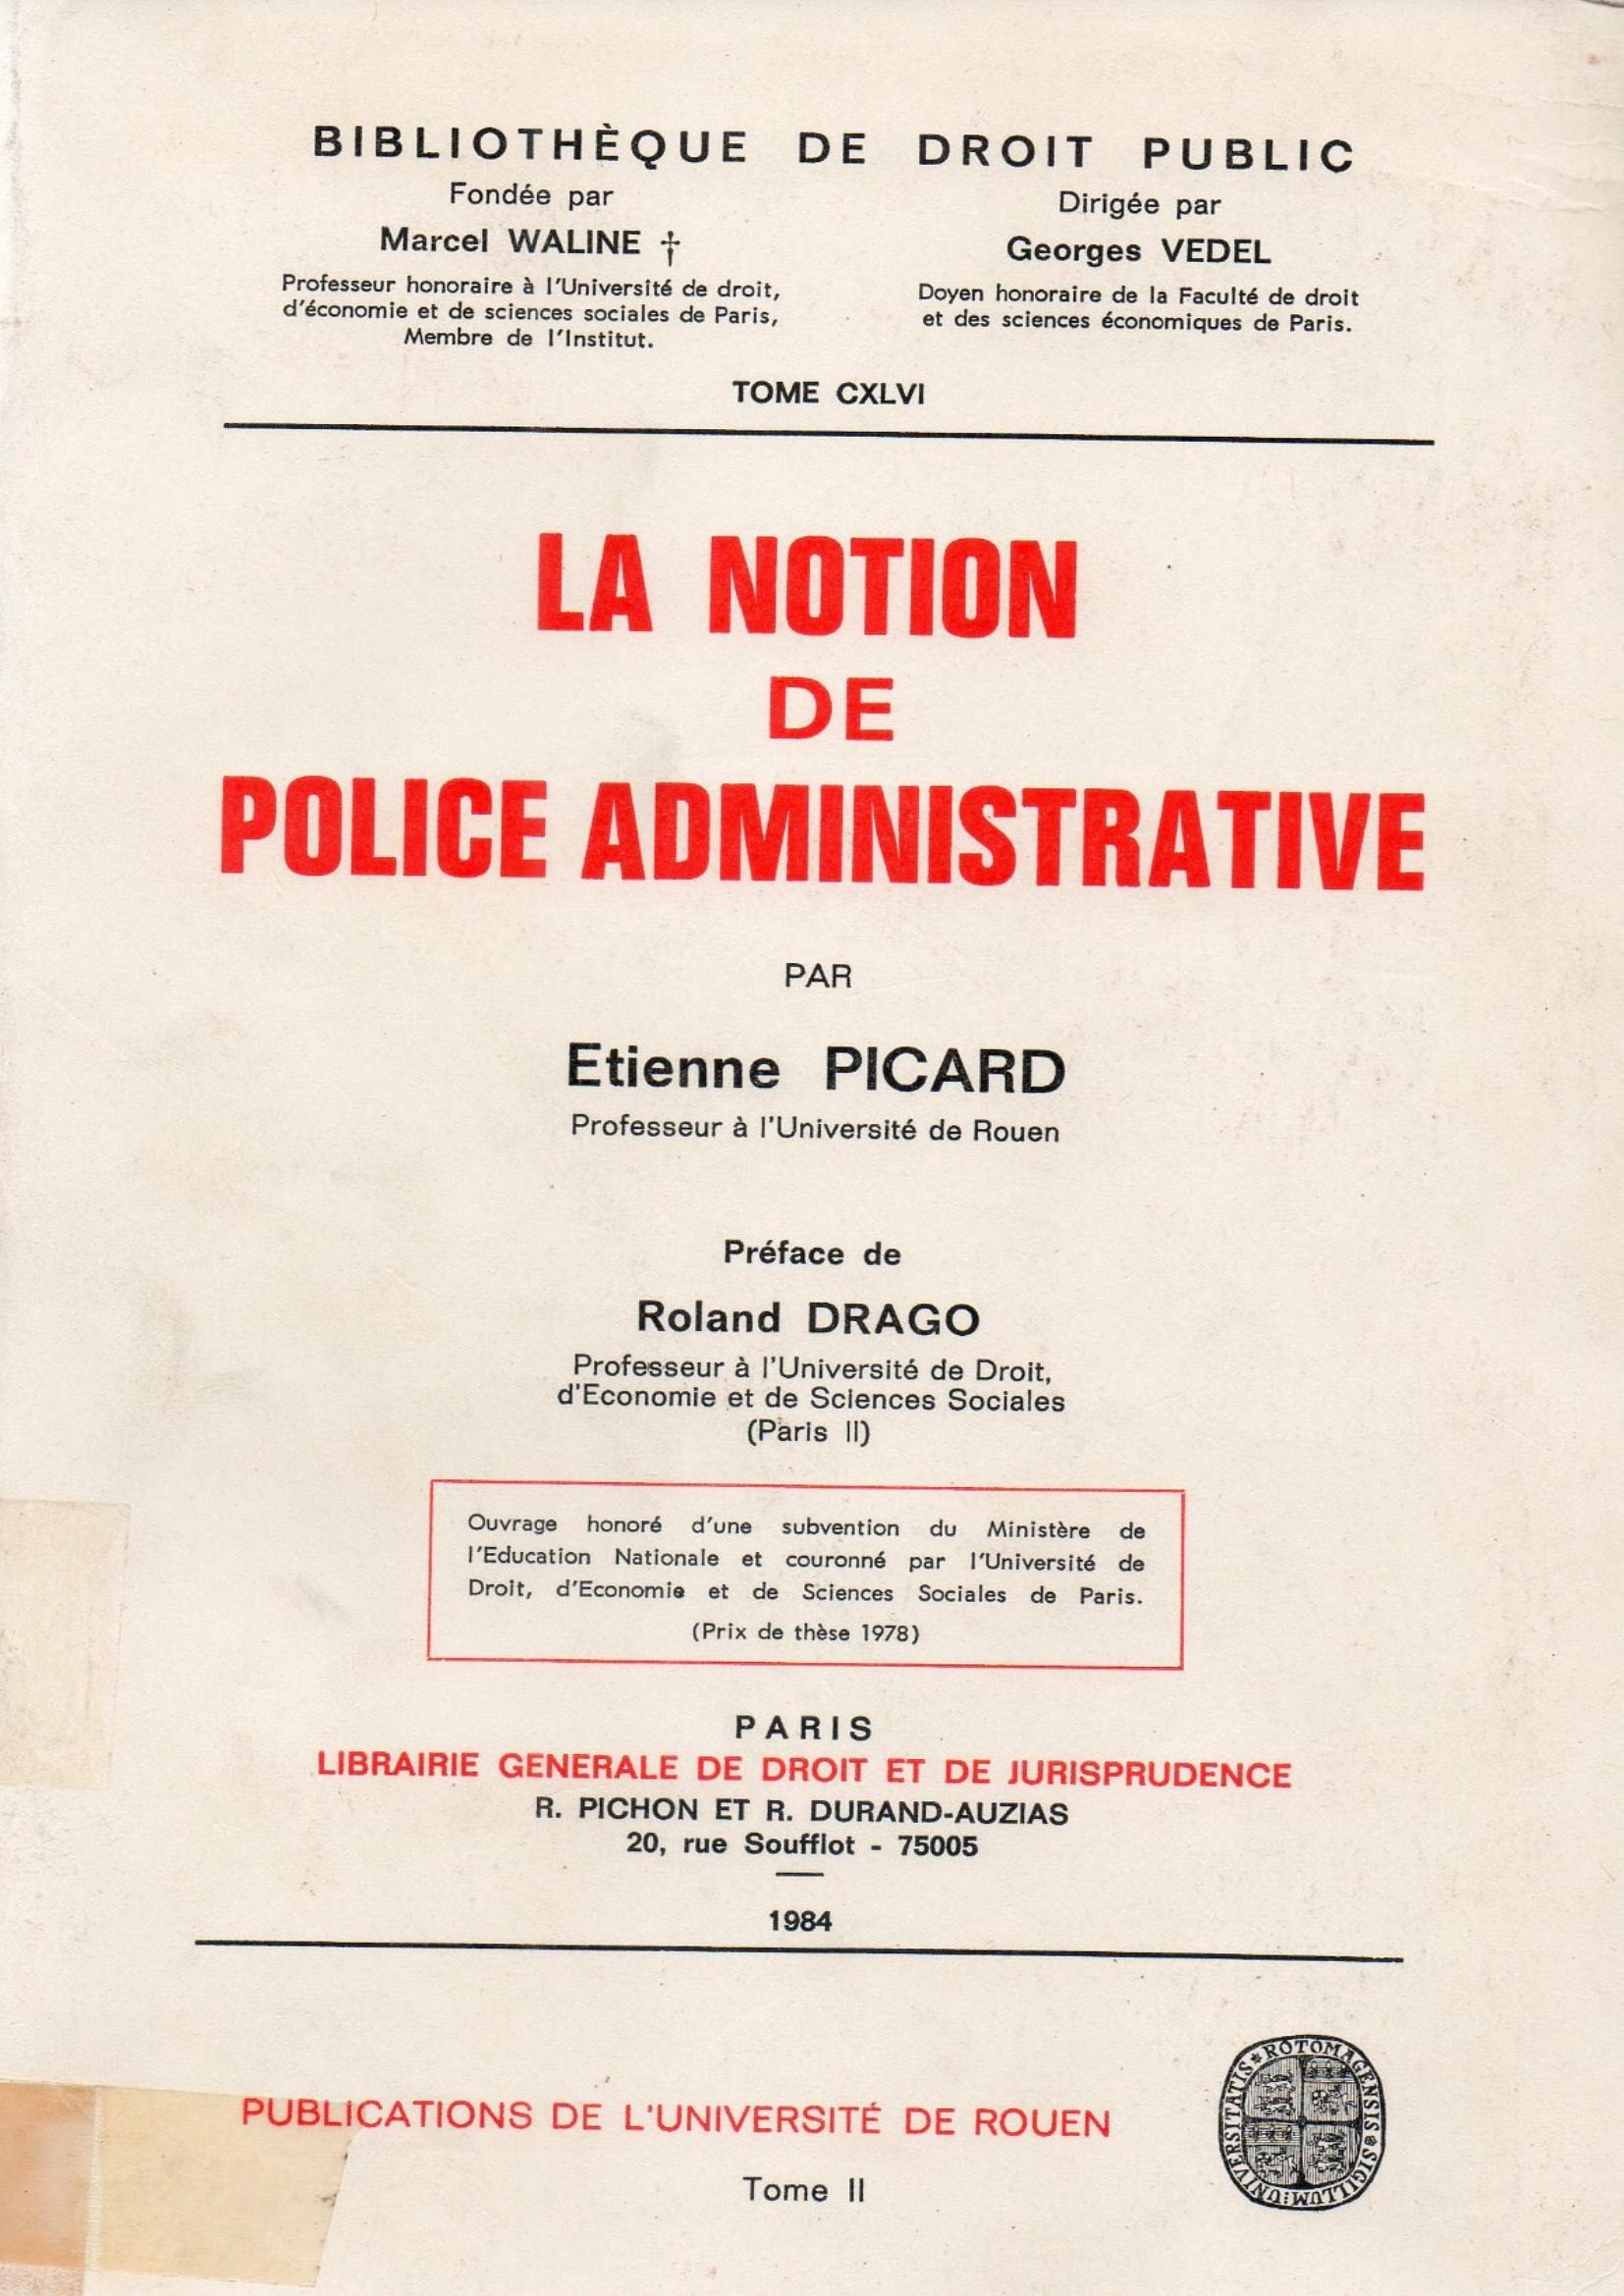 BIBLIOTHÈQUE DE DROIT PUBLIC
Fondée par
Marcel WALINE †
Professeur honoraire à l'Université de droit,
d'économie et de sciences sociales de Paris,
Membre de l'Institut.
Dirigée par
Georges VEDEL
Doyen honoraire de la Faculté de droit
et des sciences économiques de Paris.
TOME CXLVI
LA NOTION
DE
POLICE ADMINISTRATIVE
PAR
Etienne PICARD
Professeur à l'Université de Rouen
Préface de
Roland DRAGO
Professeur à l'Université de Droit,
d'Economie et de Sciences Sociales
(Paris II)
Ouvrage honoré d'une subvention du Ministère de
l'Education Nationale et couronné par l'Université de
Droit, d'Economie et de Sciences Sociales de Paris.
(Prix de thèse 1978)
PARIS
LIBRAIRIE GENERALE DE DROIT ET DE JURISPRUDENCE
R. PICHON ET R. DURAND-AUZIAS
20, rue Soufflot - 75005
1984
PUBLICATIONS DE L'UNIVERSITÉ DE ROUEN
Tome II
UNIVERSITATIS * ROTOMAGENSIS * SIGILLUM